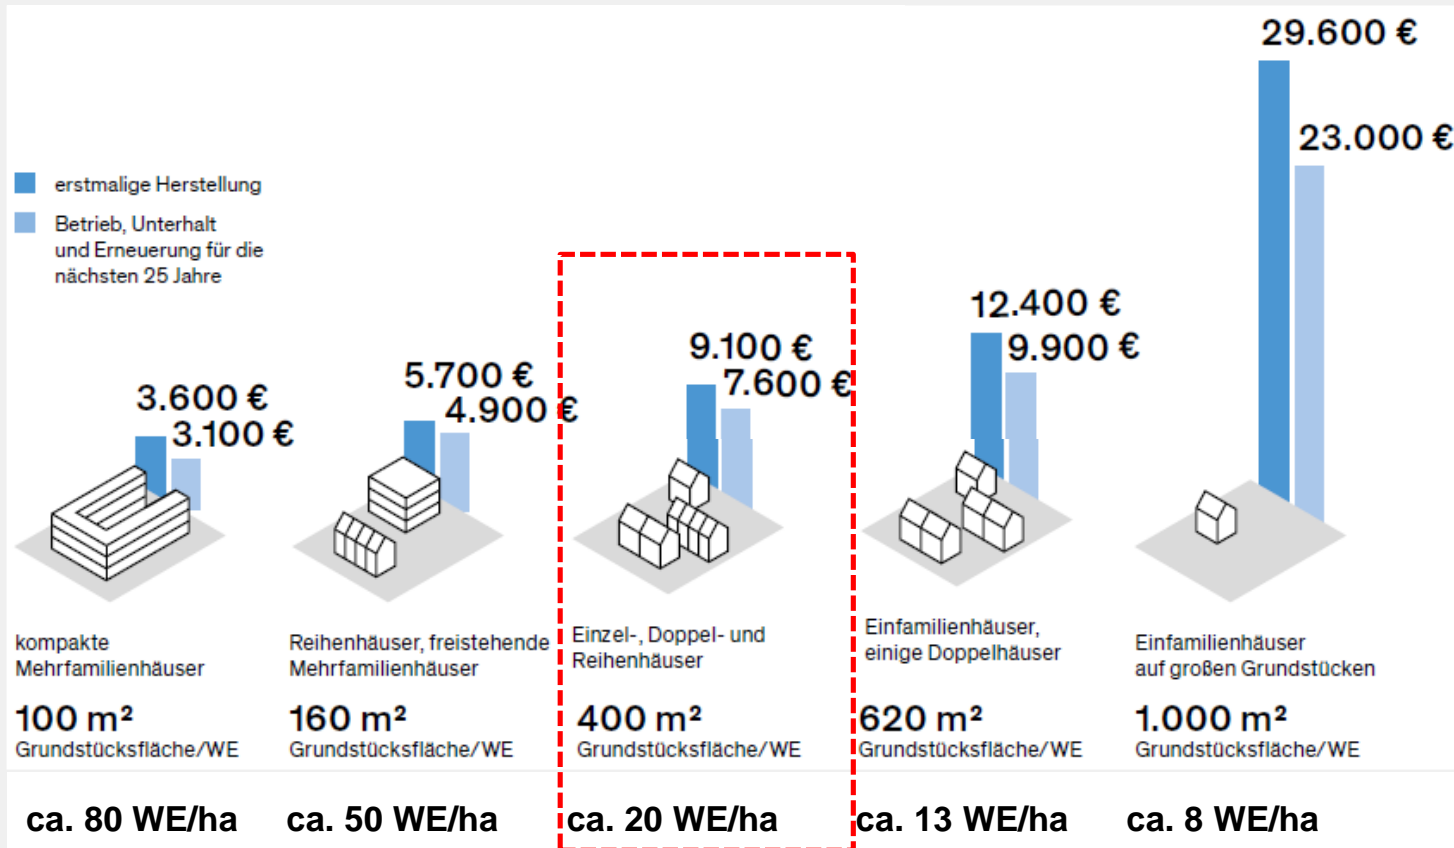 29.600 €
23.000 €
erstmalige Herstellung
Betrieb, Unterhalt
und Erneuerung für die
nächsten 25 Jahre
3.600 €
3.100 €
5.700 €
4.900 €
9.100 €
7.600 €
12.400 €
9.900 €
kompakte
Mehrfamilienhäuser
100 m²
Grundstücksfläche/WE
ca. 80 WE/ha
Reihenhäuser, freistehende
Mehrfamilienhäuser
160 m²
Grundstücksfläche/WE
ca. 50 WE/ha
Einzel-, Doppel- und
Reihenhäuser
400 m²
Grundstücksfläche/WE
ca. 20 WE/ha
Einfamilienhäuser,
einige Doppelhäuser
620 m²
Grundstücksfläche/WE
ca. 13 WE/ha
Einfamilienhäuser
auf großen Grundstücken
1.000 m²
Grundstücksfläche/WE
ca. 8 WE/ha